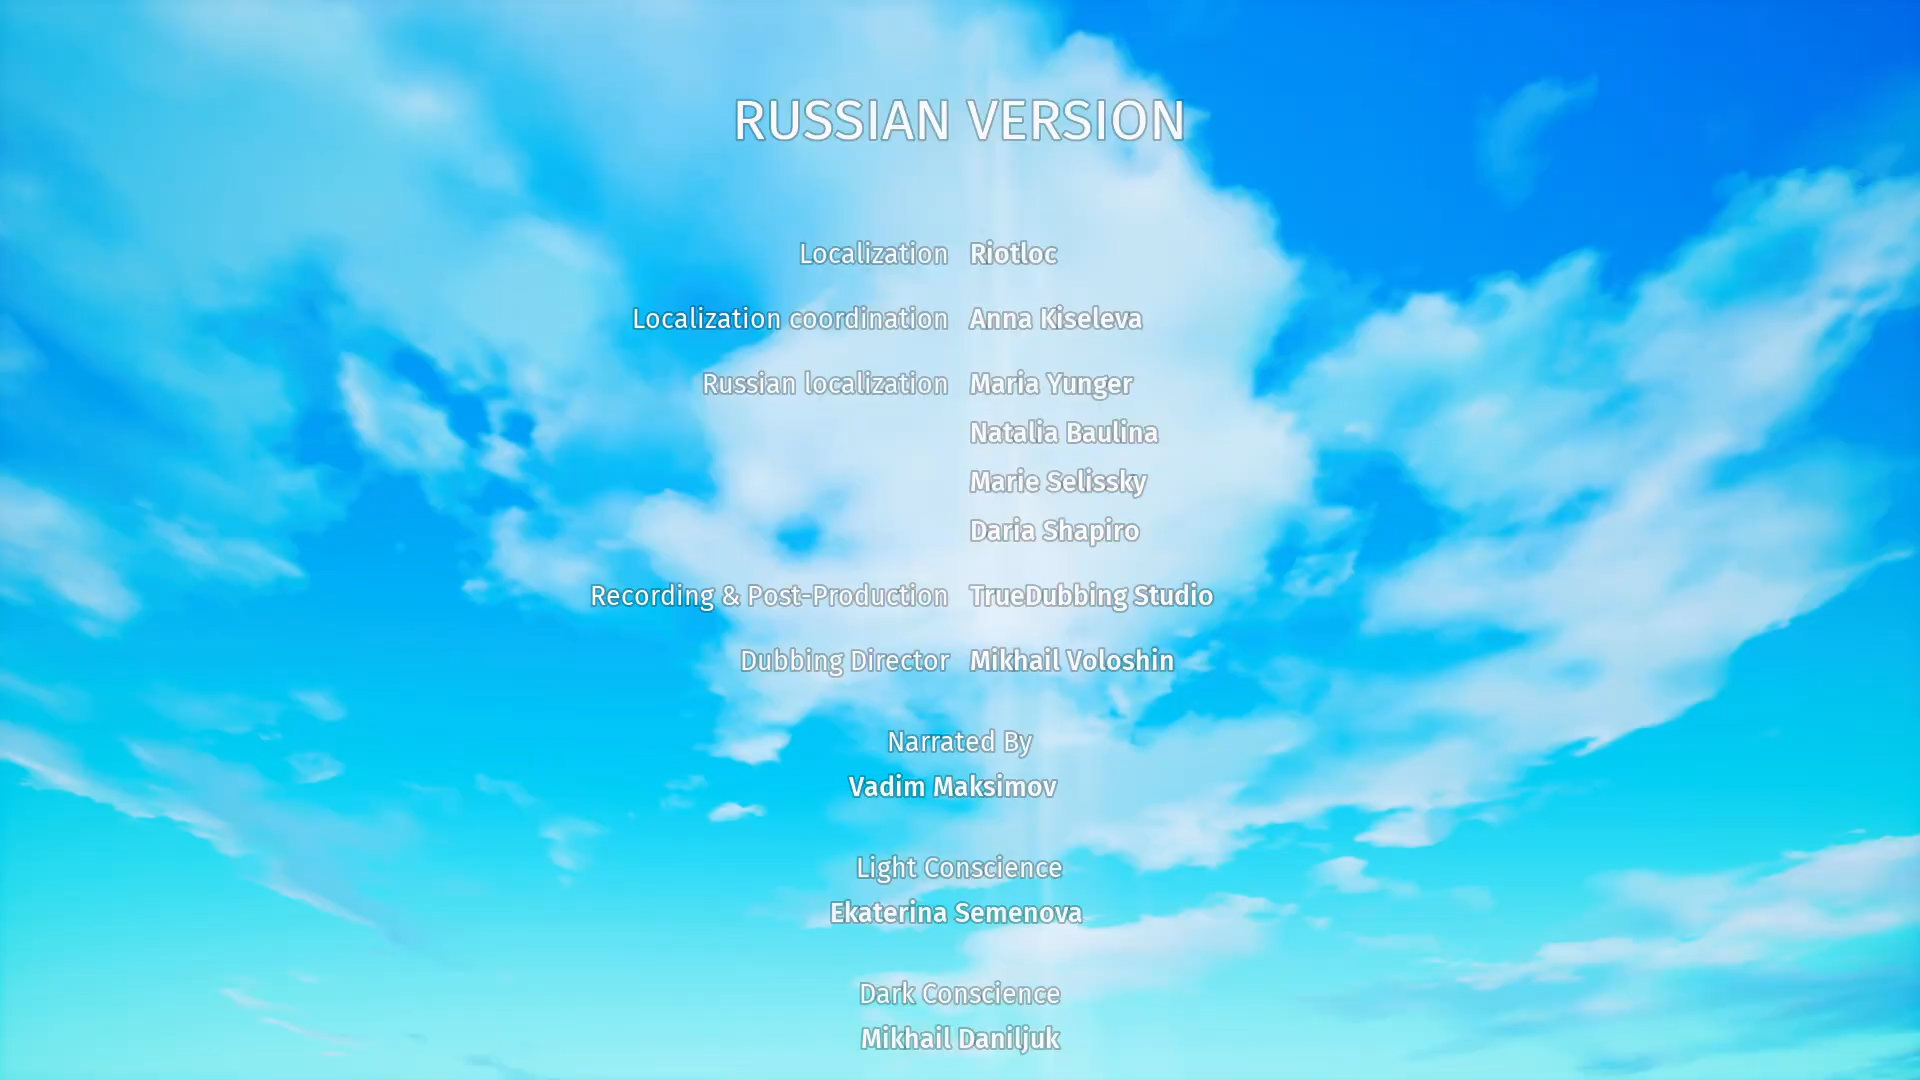 RUSSIAN VERSION
Localization Riotloc
Localization coordination Anna Kiseleva
Russian localization Maria Yunger
Natalia Baulina
Marie Selissky
Daria Shapiro
Recording & Post-Production TrueDubbing Studio
Dubbing Director Mikhail Voloshin
Narrated By
Vadim Maksimov
Light Conscience
Ekaterina Semenova
Dark Conscience
Mikhail Daniljuk